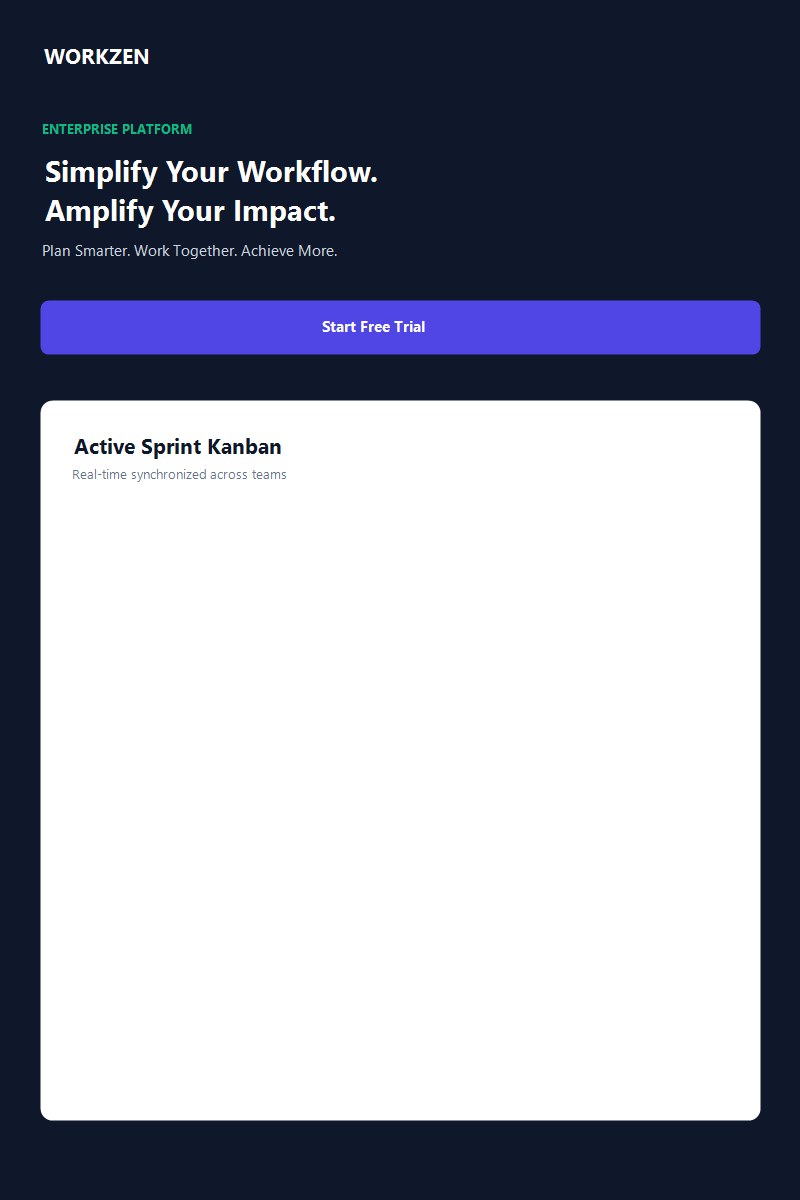 WORKZEN
ENTERPRISE PLATFORM
Simplify Your Workflow.
Amplify Your Impact.
Plan Smarter. Work Together. Achieve More.
Start Free Trial
Active Sprint Kanban
Real-time synchronized across teams